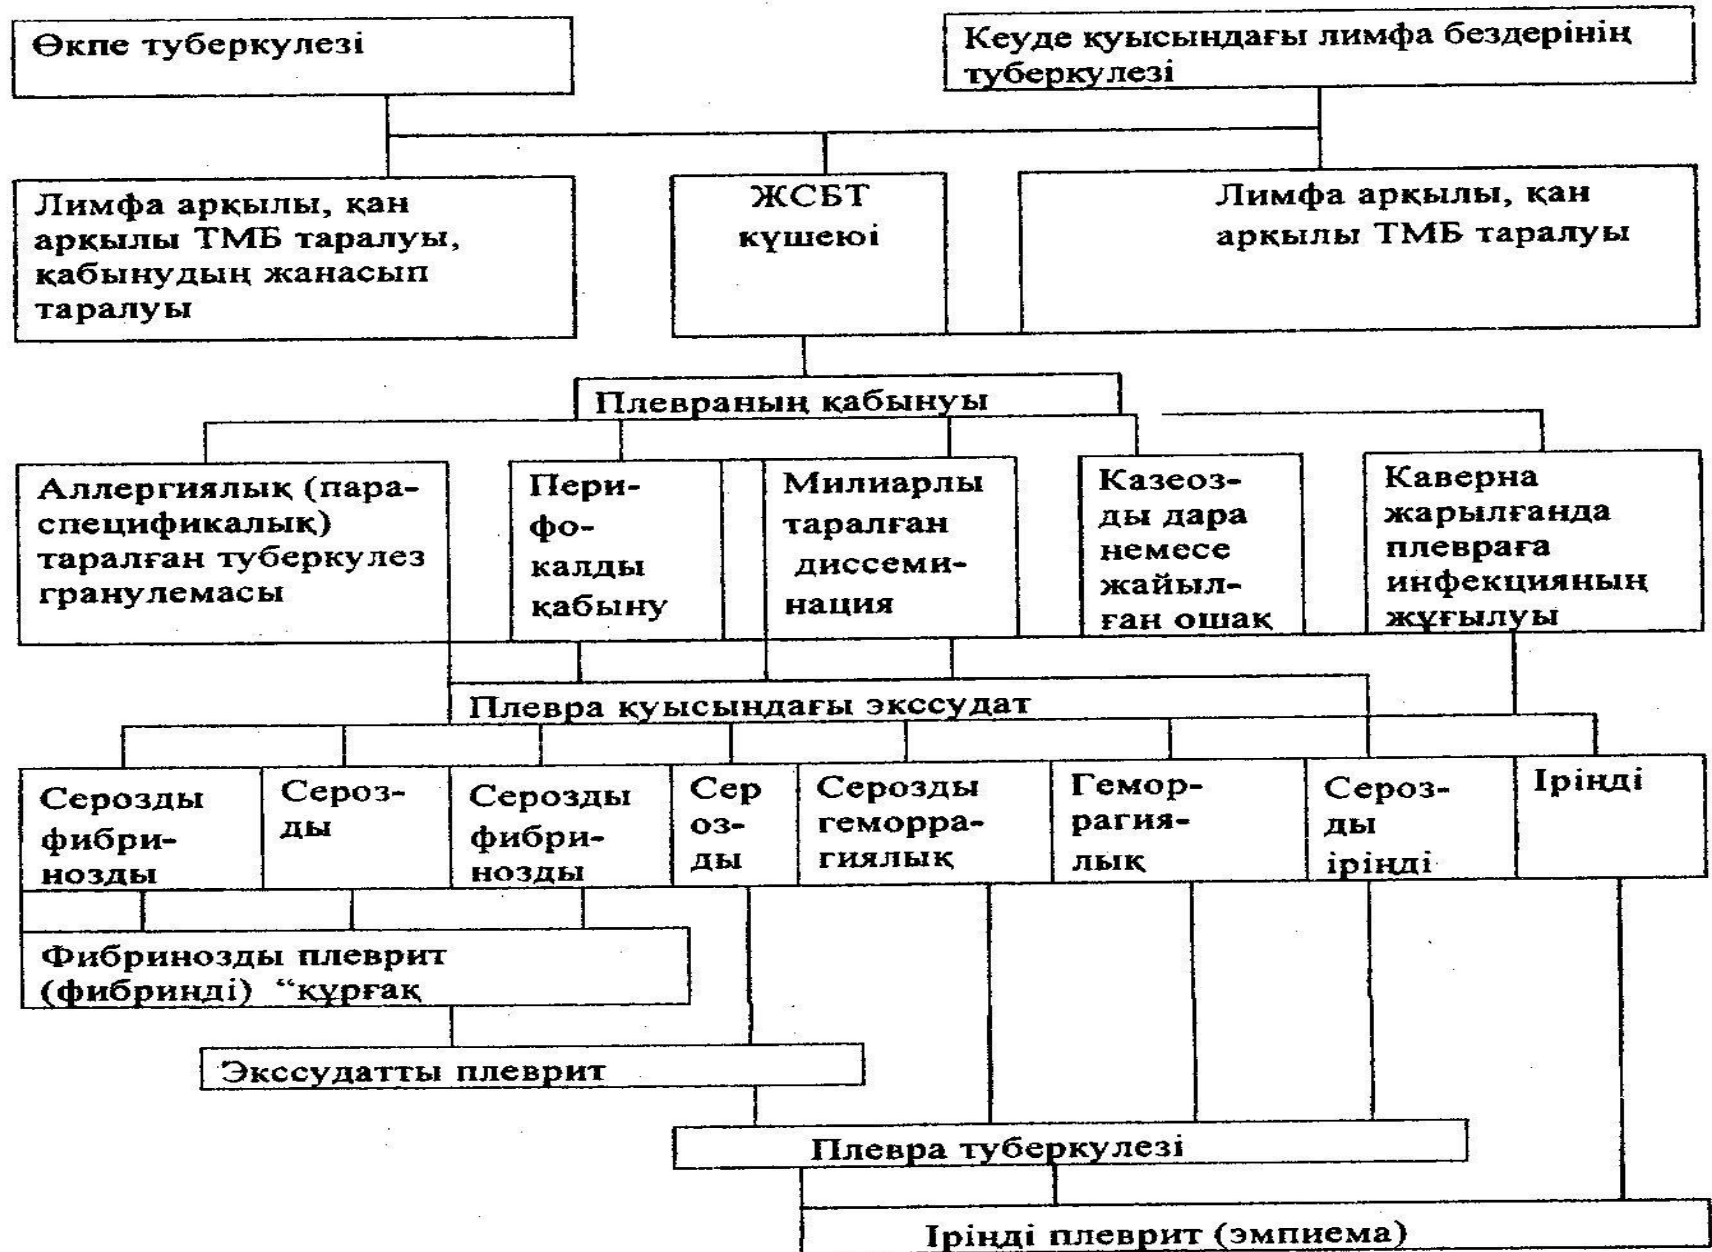 Өкпе туберкулезі
Кеуде қуысындағы лимфа бездерінің
туберкулезі
Лимфа арқылы, қан
арқылы ТМБ таралуы,
қабынудың жанасып
таралуы
ЖСБТ
күшеюі
Лимфа арқылы, қан
арқылы ТМБ таралуы
Плевраның қабынуы
Аллергиялық (пара-
спецификалық)
таралған туберкулез
гранулемасы
Пери-
фо-
калды
қабыну
Милиарлы
таралған
диссеми-
нация
Казеоз-
ды дара
немесе
жайыл-
ған ошақ
Каверна
жарылғанда
плевраға
инфекцияның
жұғылуы
Плевра қуысындағы экссудат
Серозды
фибри-
нозды
Сероз-
ды
Серозды
фибри-
нозды
Сер
оз-
ды
Серозды
геморра-
гиялық
Гемор-
рагия-
лық
Сероз-
ды
іріңді
Іріңді
Фибринозды плеврит
(фибринді) “құрғақ
Экссудатты плеврит
Плевра туберкулезі
Іріңді плеврит (эмпиема)